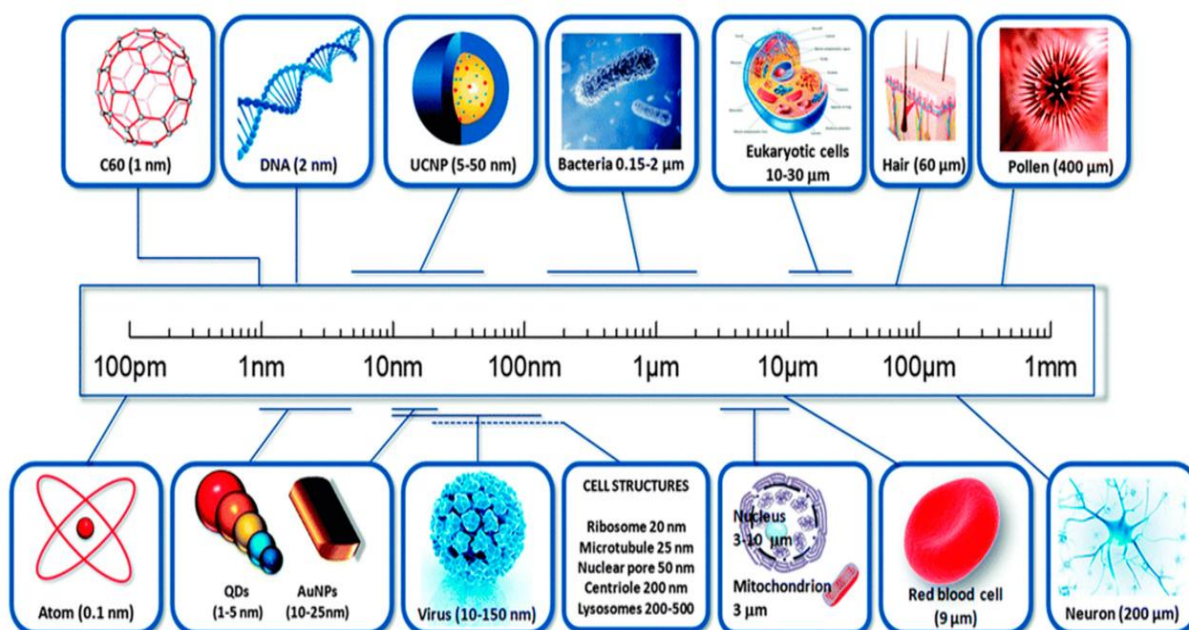 C60 (1 nm)
DNA (2 nm)
UCNP (5-50 nm)
Bacteria 0.15-2 μm
Eukaryotic cells
10-30 μm
Hair (60 μm)
Pollen (400 μm)
100pm
1nm
10nm
100nm
1μm
10μm
100μm
1mm
Atom (0.1 nm)
QDs
(1-5 nm)
AuNPs
(10-25nm)
Virus (10-150 nm)
CELL STRUCTURES
Ribosome 20 nm
Microtubule 25 nm
Nuclear pore 50 nm
Centriole 200 nm
Lysosomes 200-500
Nucleus
3-10 μm
Mitochondrion
3 μm
Red blood cell
(9 μm)
Neuron (200 μm)